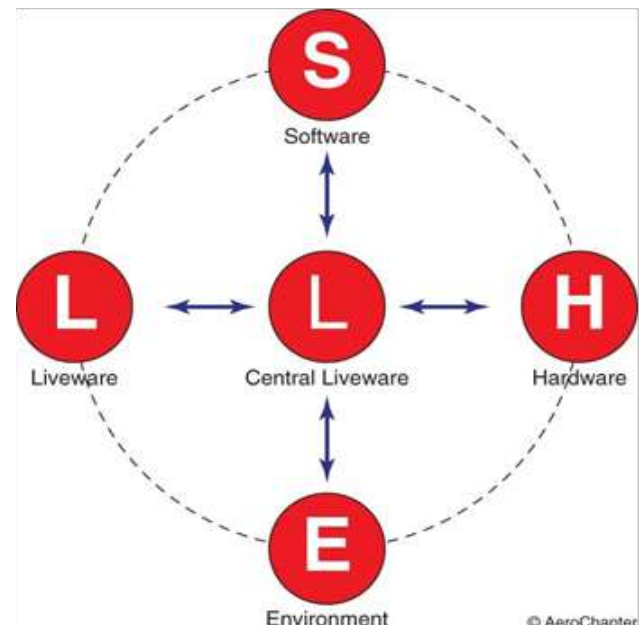 S
Software
L
L
H
Liveware
Central Liveware
Hardware
E
Environment
© AeroChapter